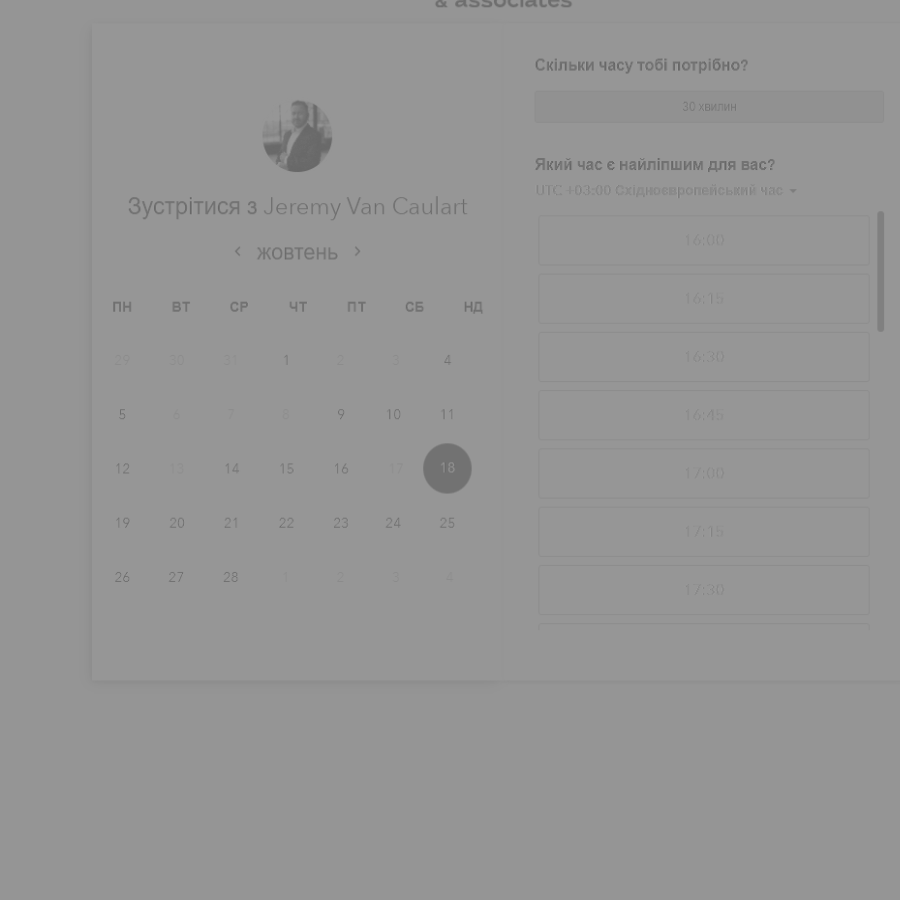 & associates
Зустрітися з Jeremy Van Caulart
жовтень
ПН ВТ СР ЧТ ПТ СБ НД
29 30 31 1 2 3 4
5 6 7 8 9 10 11
12 13 14 15 16 17 18
19 20 21 22 23 24 25
26 27 28 1 2 3 4
Скільки часу тобі потрібно?
30 хвилин
Який час є найліпшим для вас?
UTC +03:00 Східноєвропейський час
16:00
16:15
16:30
16:45
17:00
17:15
17:30